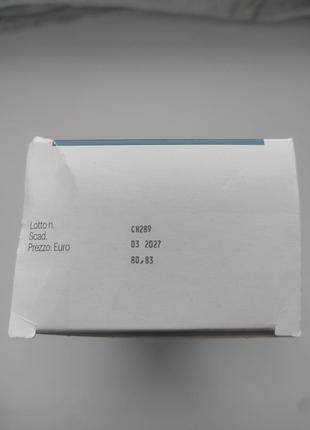 Lotto n. CH289
Scad. 03 2027
Prezzo: Euro 80,83